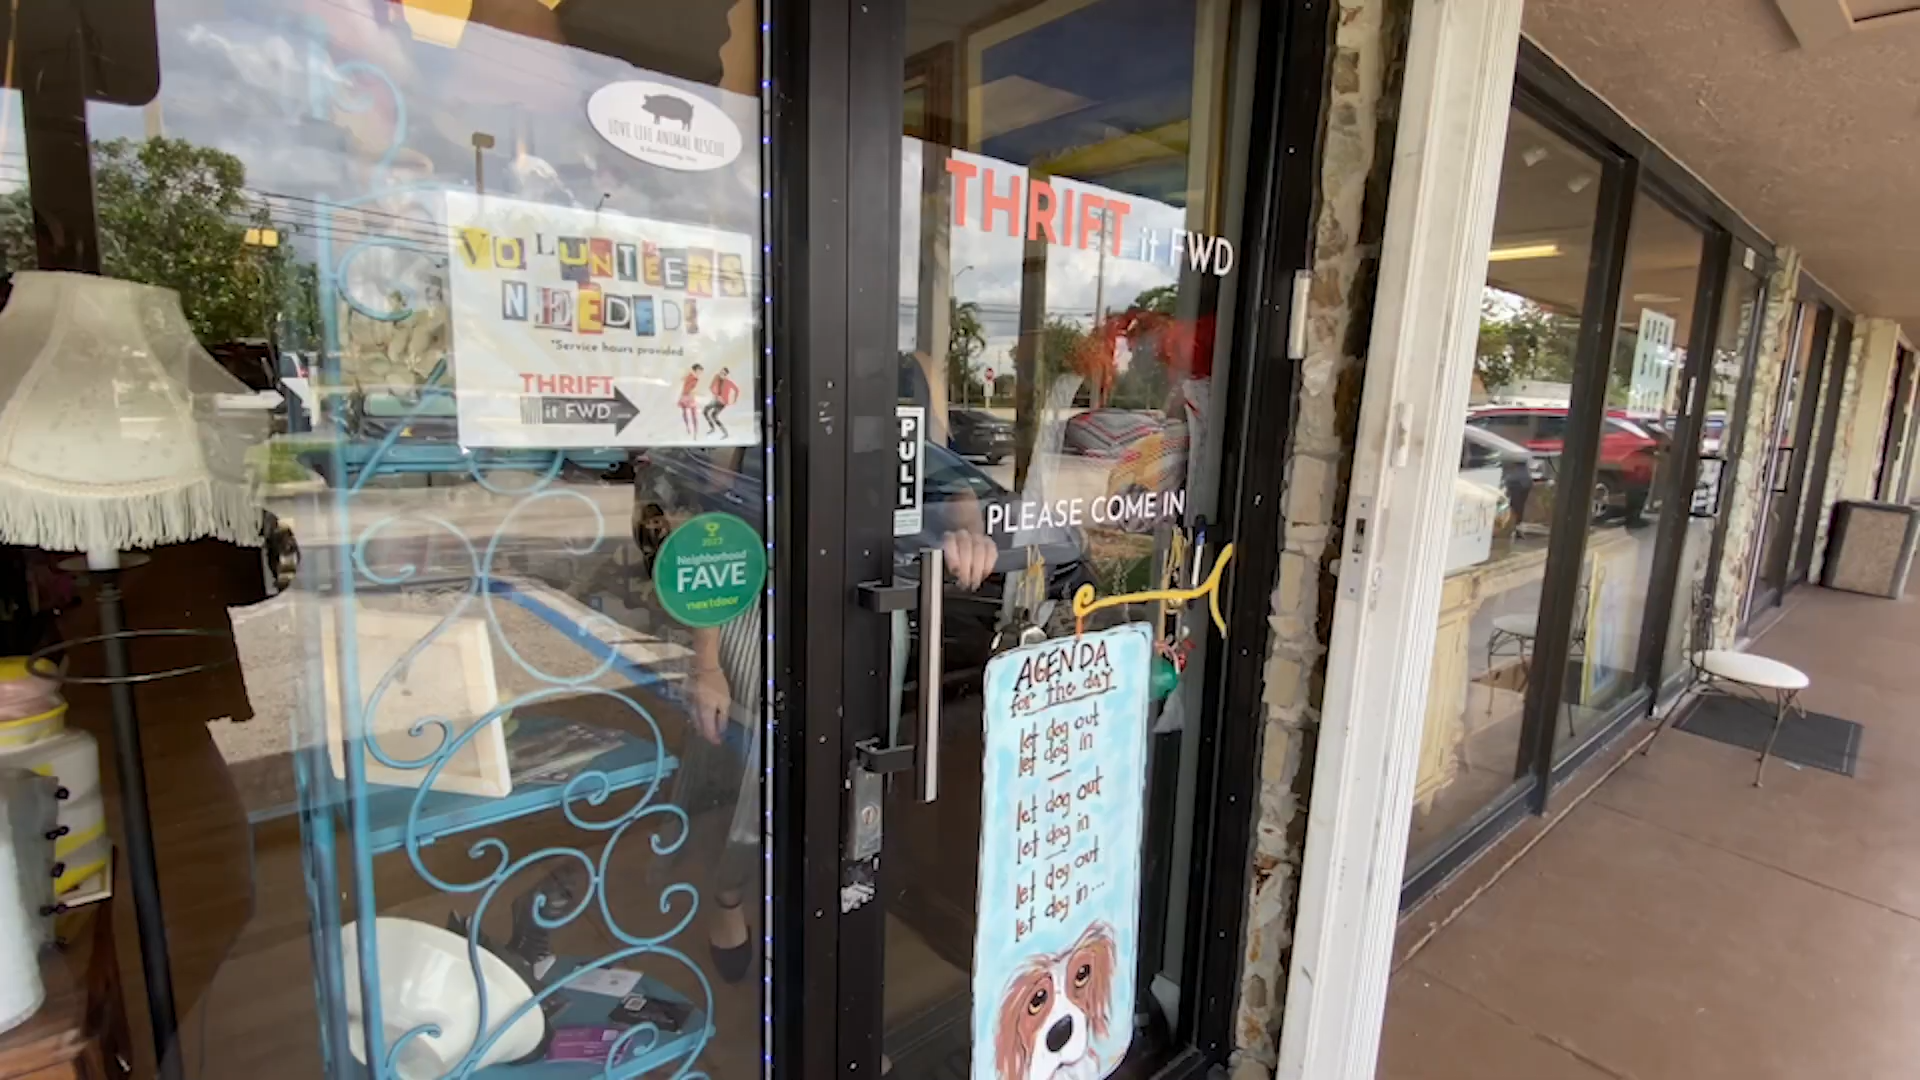 LOVE LIFE ANIMAL RESCUE
VOLUNTEERS
NEEDED!
*Service hours provided
THRIFT
it FWD
2023
Neighborhood
FAVE
nextdoor
THRIFT it FWD
PULL
PLEASE COME IN
AGENDA
for the day
let dog out
let dog in
let dog out
let dog in
let dog out
let dog in...
OPEN